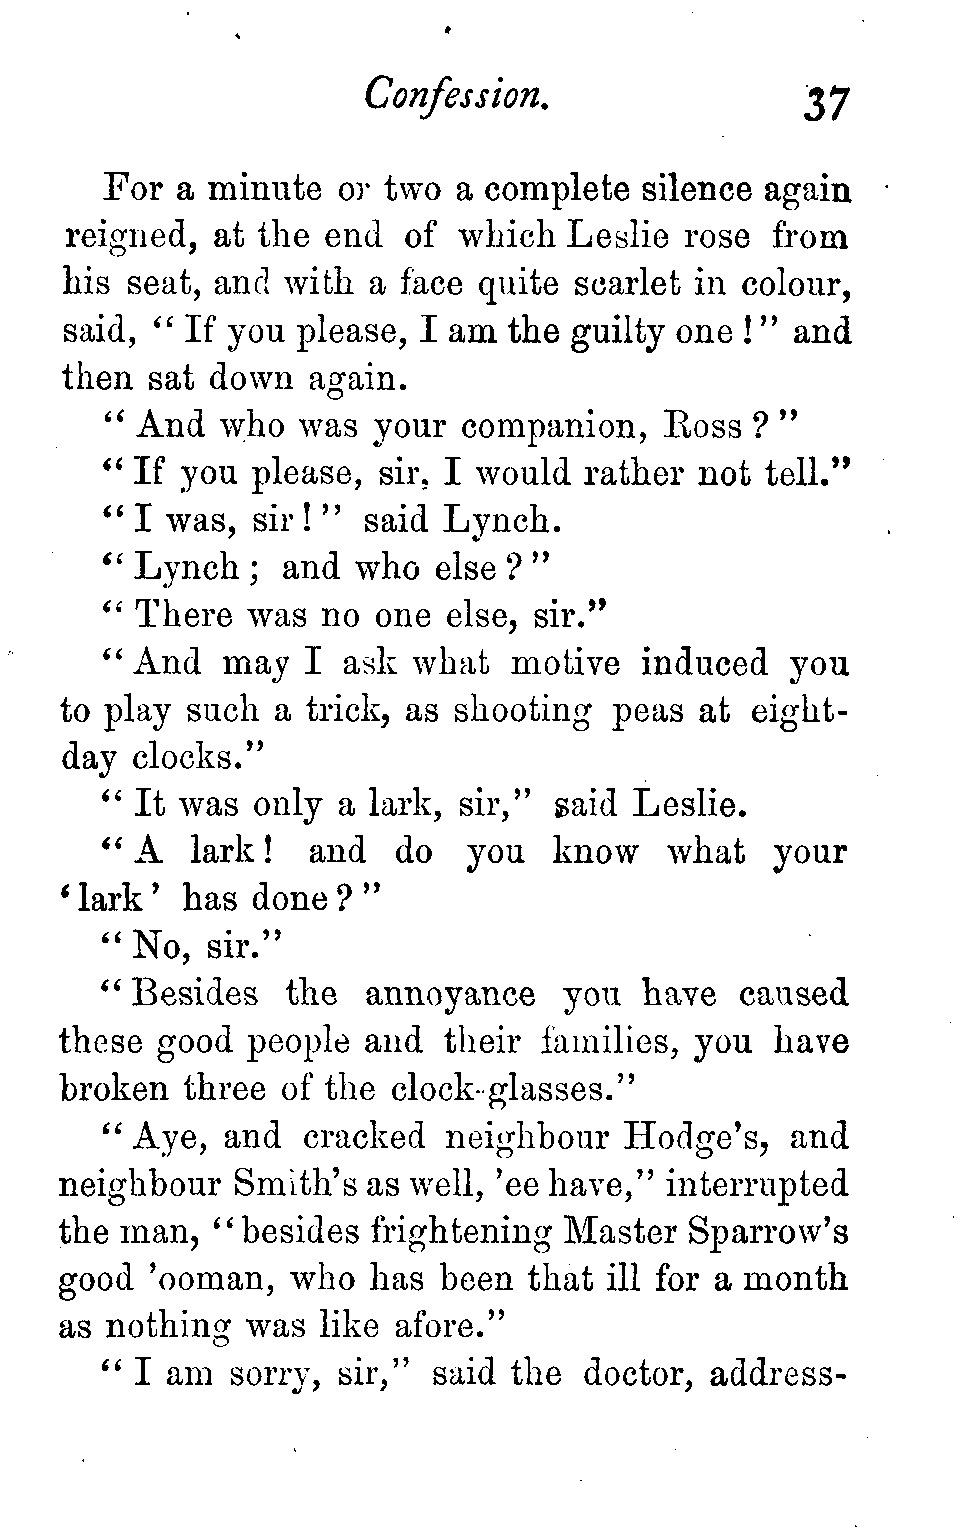 Confession. 37
For a minute or two a complete silence again
reigned, at the end of which Leslie rose from
his seat, and with a face quite scarlet in colour,
said, “ If you please, I am the guilty one ! ” and
then sat down again.
“ And who was your companion, Ross ? ”
“ If you please, sir, I would rather not tell.”
“ I was, sir ! ” said Lynch.
“ Lynch ; and who else ? ”
“ There was no one else, sir.”
“ And may I ask what motive induced you
to play such a trick, as shooting peas at eight-
day clocks.”
“ It was only a lark, sir,” said Leslie.
“ A lark ! and do you know what your
‘ lark ’ has done ? ”
“ No, sir.”
“ Besides the annoyance you have caused
these good people and their families, you have
broken three of the clock-glasses.”
“ Aye, and cracked neighbour Hodge’s, and
neighbour Smith’s as well, ’ee have,” interrupted
the man, “ besides frightening Master Sparrow’s
good ’ooman, who has been that ill for a month
as nothing was like afore.”
“ I am sorry, sir,” said the doctor, address-